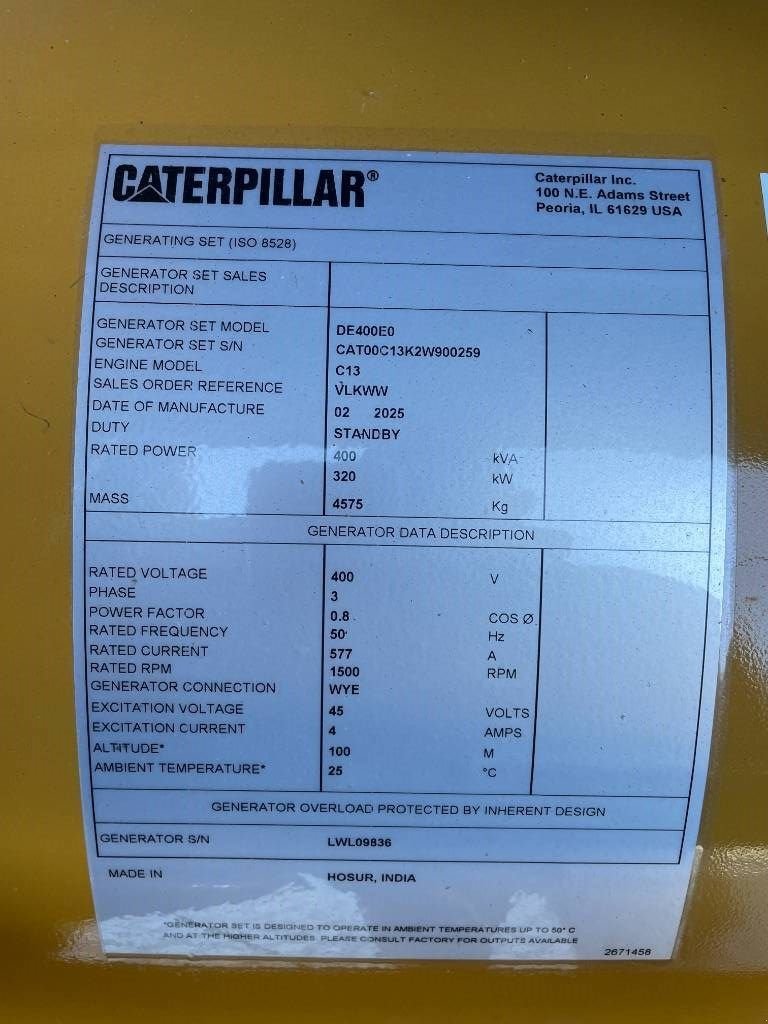 CATERPILLAR®
Caterpillar Inc.
100 N.E. Adams Street
Peoria, IL 61629 USA
GENERATING SET (ISO 8528)
GENERATOR SET SALES
DESCRIPTION
GENERATOR SET MODEL DE400E0
GENERATOR SET S/N CAT00C13K2W900259
ENGINE MODEL C13
SALES ORDER REFERENCE VLKWW
DATE OF MANUFACTURE 02 2025
DUTY STANDBY
RATED POWER 400 kVA
320 kW
MASS 4575 Kg
GENERATOR DATA DESCRIPTION
RATED VOLTAGE 400 V
PHASE 3
POWER FACTOR 0.8 COS Ø
RATED FREQUENCY 50 Hz
RATED CURRENT 577 A
RATED RPM 1500 RPM
GENERATOR CONNECTION WYE
EXCITATION VOLTAGE 45 VOLTS
EXCITATION CURRENT 4 AMPS
ALTITUDE* 100 M
AMBIENT TEMPERATURE* 25 °C
GENERATOR OVERLOAD PROTECTED BY INHERENT DESIGN
GENERATOR S/N LWL09836
MADE IN HOSUR, INDIA
*GENERATOR SET IS DESIGNED TO OPERATE IN AMBIENT TEMPERATURES UP TO 50° C
AND AT THE HIGHER ALTITUDES. PLEASE CONSULT FACTORY FOR OUTPUTS AVAILABLE
2671458